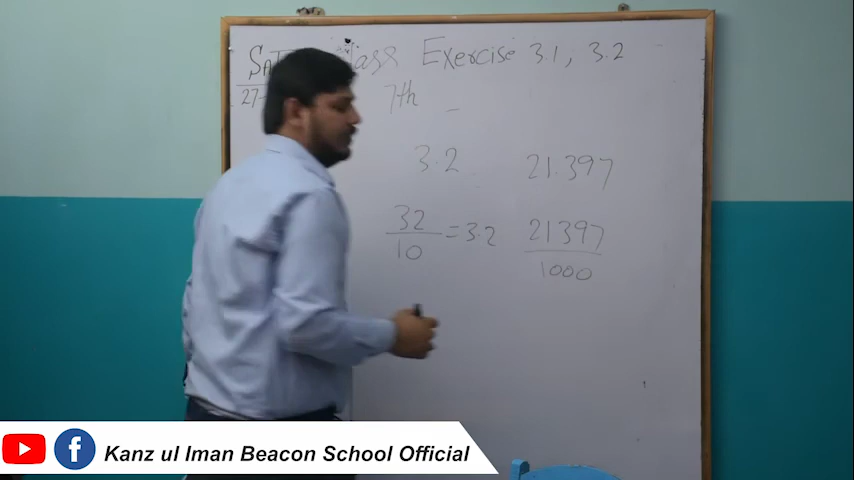 Class Exercise 3.1, 3.2
27
7th
3.2 21.397
32/10 = 3.2 21397/1000
Kanz ul Iman Beacon School Official